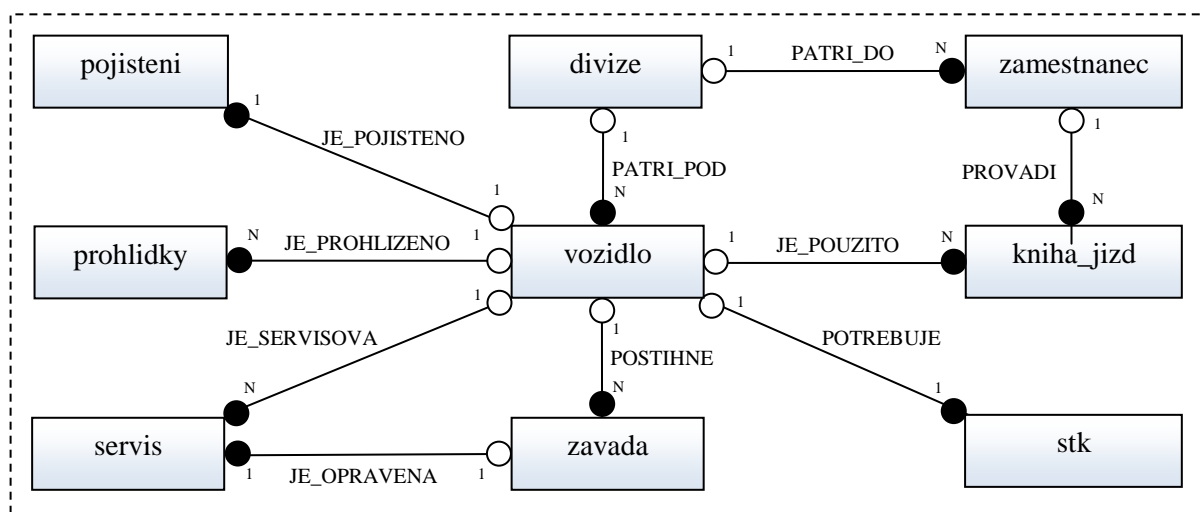 pojisteni
divize
zamestnanec
1
PATRI_DO
N
1
JE_POJISTENO
1
1
PATRI_POD
N
1
PROVADI
N
prohlidky
N
JE_PROHLIZENO
1
vozidlo
1
JE_POUZITO
N
kniha_jizd
1
JE_SERVISOVA
N
1
POSTIHNE
N
1
POTREBUJE
1
servis
1
JE_OPRAVENA
1
zavada
stk